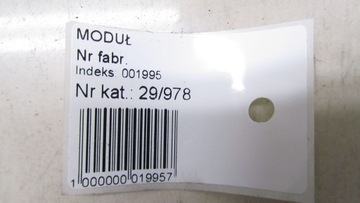 MODUŁ
Nr fabr.
Indeks: 001995
Nr kat.: 29/978
1 000000 019957